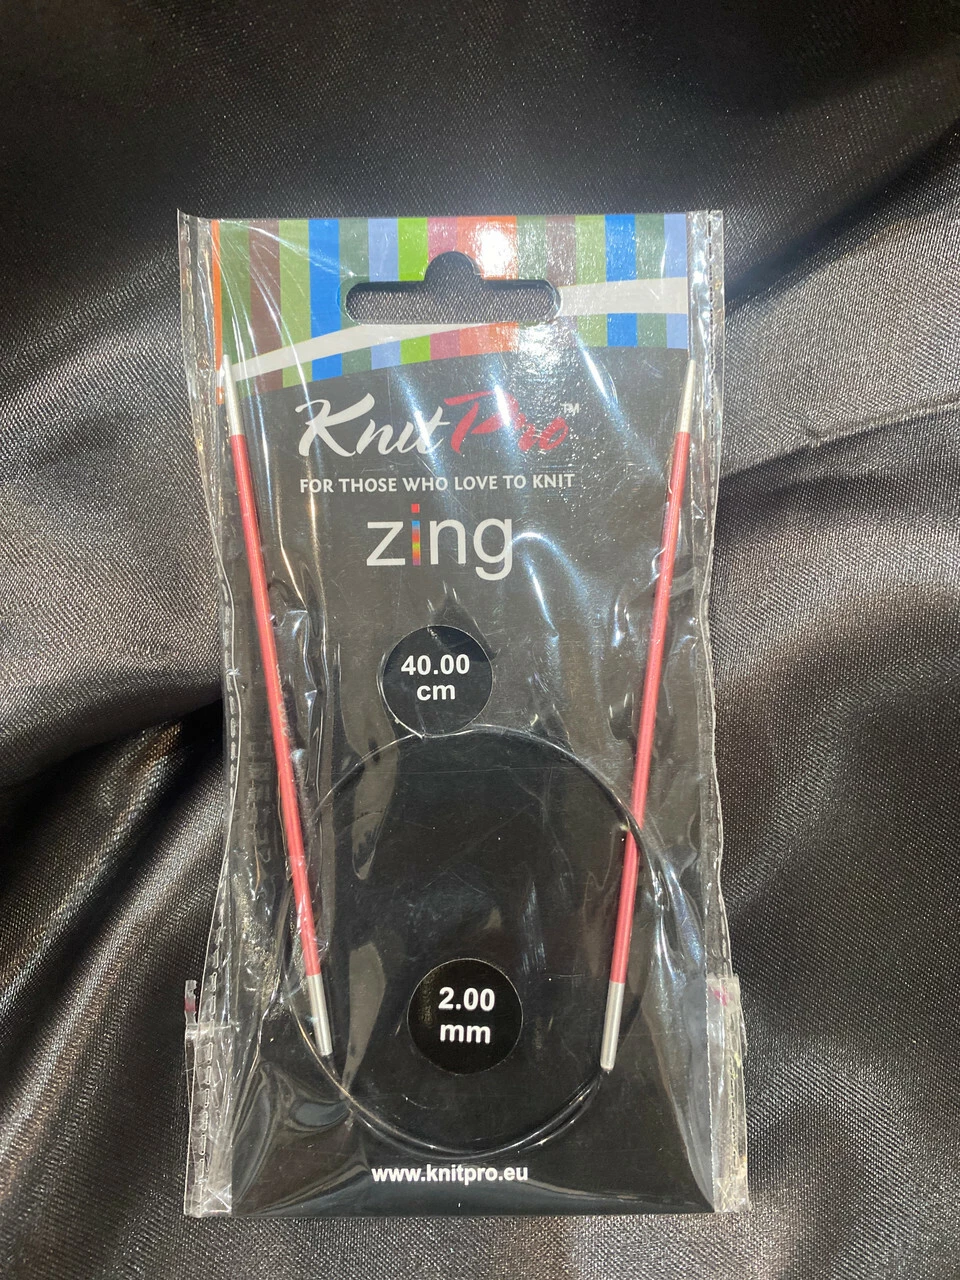 KnitPro™
FOR THOSE WHO LOVE TO KNIT
zing
40.00
cm
2.00
mm
www.knitpro.eu